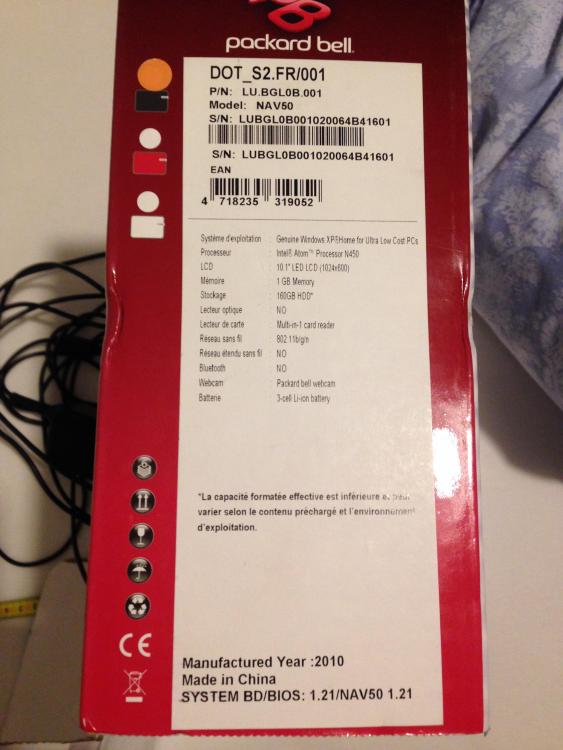 packard bell
DOT_S2.FR/001
P/N: LU.BGL0B.001
Model: NAV50
S/N: LUBGL0B001020064B41601
S/N: LUBGL0B001020064B41601
EAN
4 718235 319052
Système d'exploitation : Genuine Windows XP®Home for Ultra Low Cost PCs
Processeur : Intel® Atom™ Processor N450
LCD : 10.1" LED LCD (1024x600)
Mémoire : 1 GB Memory
Stockage : 160GB HDD*
Lecteur optique : NO
Lecteur de carte : Multi-in-1 card reader
Réseau sans fil : 802.11b/g/n
Réseau étendu sans fil : NO
Bluetooth : NO
Webcam : Packard bell webcam
Batterie : 3-cell Li-ion battery
*La capacité formatée effective est inférieure et peut
varier selon le contenu préchargé et l'environnement
d'exploitation.
CE
Manufactured Year :2010
Made in China
SYSTEM BD/BIOS: 1.21/NAV50 1.21